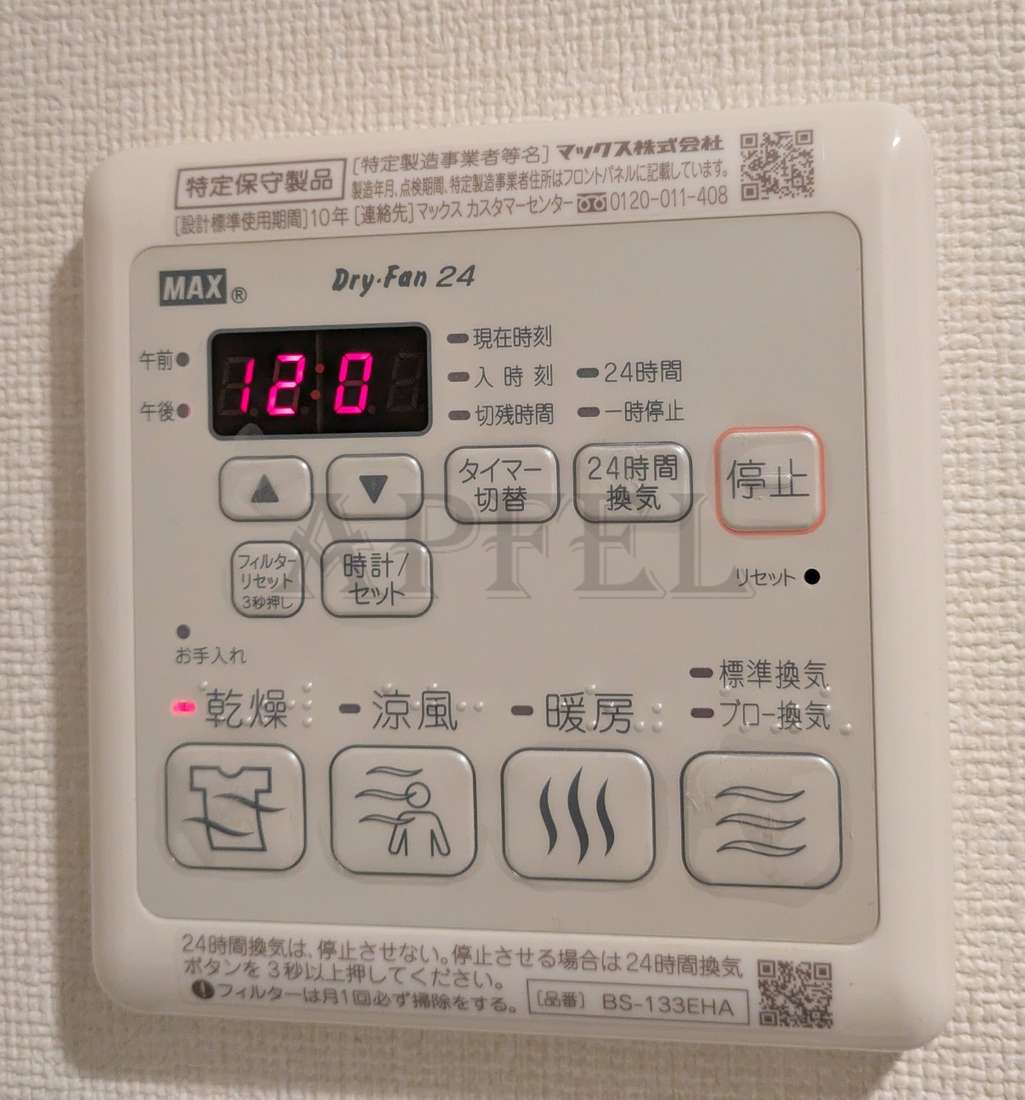 特定保守製品
[特定製造事業者等名] マックス株式会社
製造年月、点検期間、特定製造事業者住所はフロントパネルに記載しています。
[設計標準使用期間]10年 [連絡先] マックス カスタマーセンター 0120-011-408
MAX®
Dry・Fan 24
午前
12:0
現在時刻
入時刻
24時間
午後
切残時間
一時停止
▲
▼
タイマー
切替
24時間
換気
停止
フィルター
リセット
3秒押し
時計/
セット
APFEL
リセット
お手入れ
乾燥
涼風
暖房
標準換気
ブロー換気
24時間換気は、停止させない。停止させる場合は24時間換気
ボタンを3秒以上押してください。
フィルターは月1回必ず掃除をする。
[品番] BS-133EHA